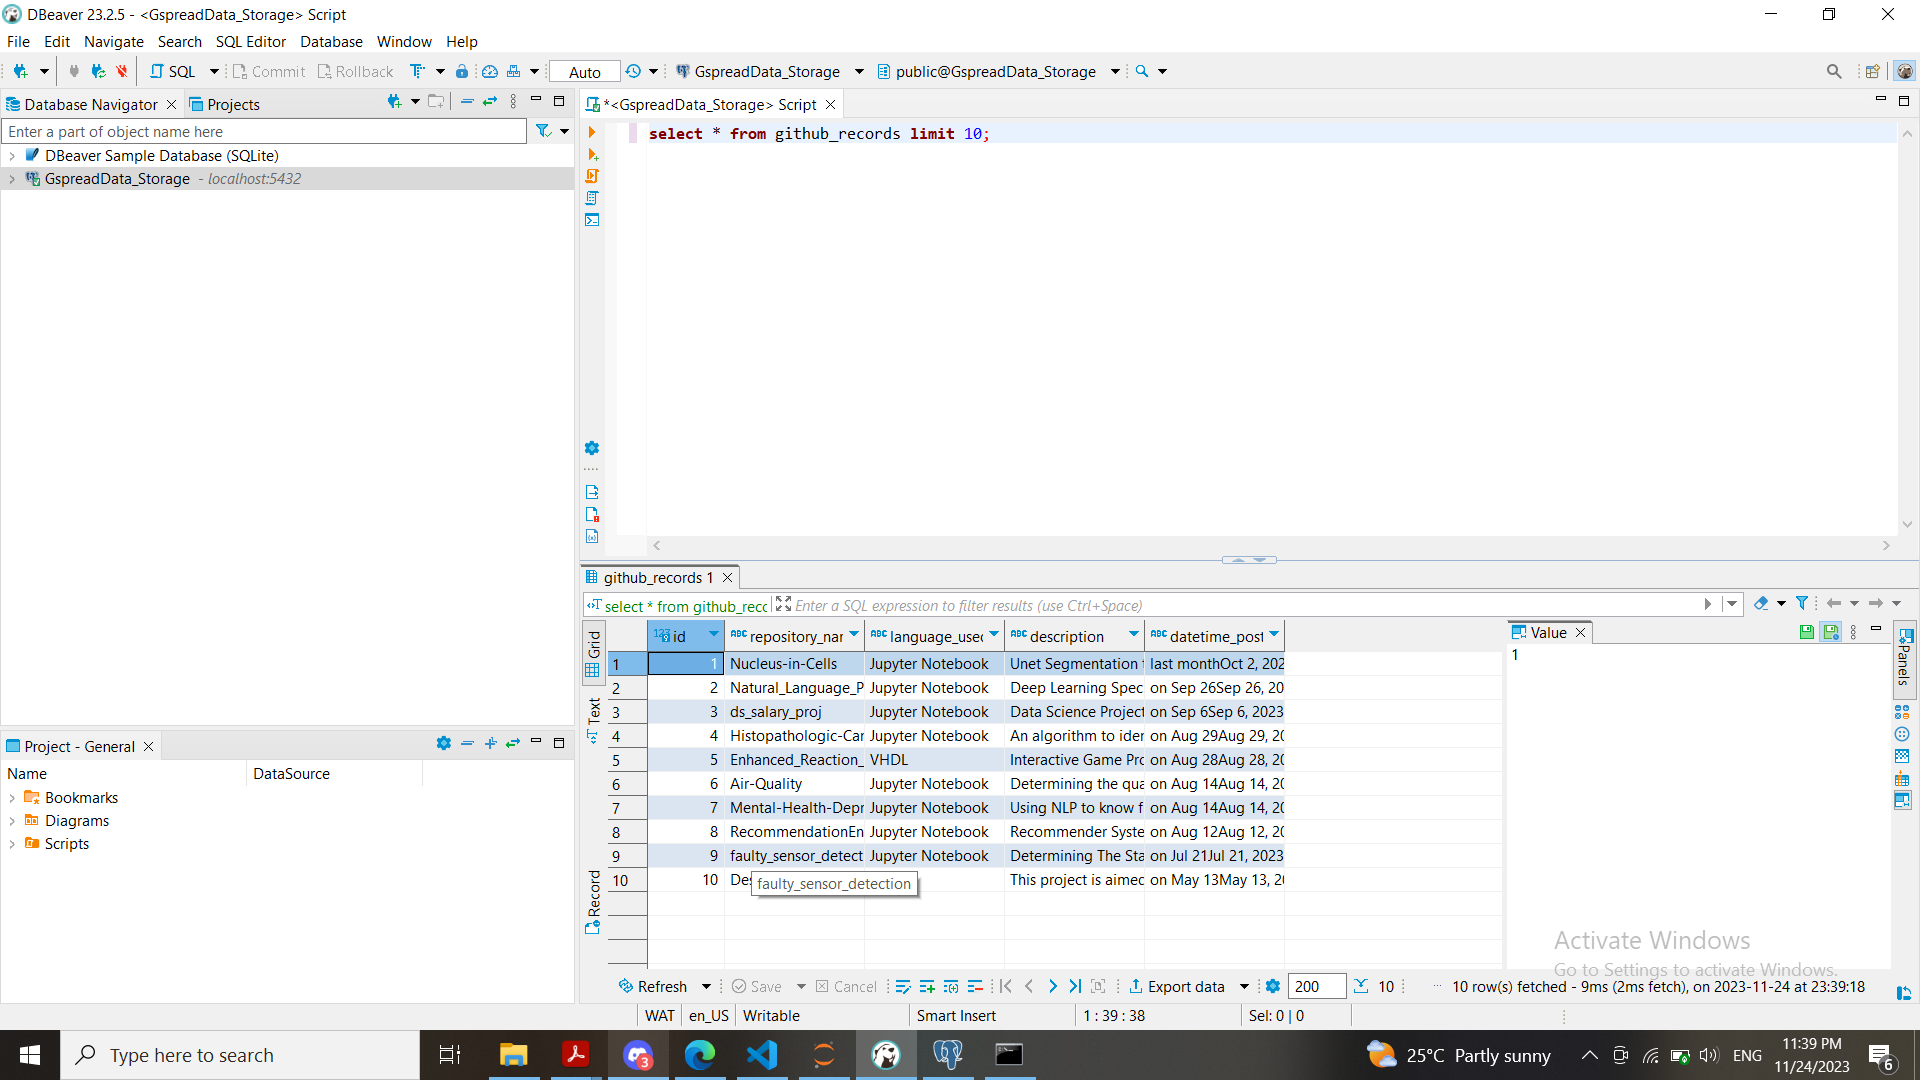 DBeaver 23.2.5 - <GspreadData_Storage> Script
File Edit Navigate Search SQL Editor Database Window Help
SQL Commit Rollback Auto GspreadData_Storage public@GspreadData_Storage
Database Navigator Projects
*<GspreadData_Storage> Script
Enter a part of object name here
DBeaver Sample Database (SQLite)
GspreadData_Storage - localhost:5432
select * from github_records limit 10;
github_records 1
select * from github_recc Enter a SQL expression to filter results (use Ctrl+Space)
Grid
Text
Record
123 id ABC repository_nar ABC language_used ABC description ABC datetime_post
1 1 Nucleus-in-Cells Jupyter Notebook Unet Segmentation last monthOct 2, 202
2 2 Natural_Language_P Jupyter Notebook Deep Learning Spec on Sep 26Sep 26, 20
3 3 ds_salary_proj Jupyter Notebook Data Science Project on Sep 6Sep 6, 2023
4 4 Histopathologic-Car Jupyter Notebook An algorithm to ider on Aug 29Aug 29, 20
5 5 Enhanced_Reaction_ VHDL Interactive Game Pro on Aug 28Aug 28, 20
6 6 Air-Quality Jupyter Notebook Determining the qua on Aug 14Aug 14, 20
7 7 Mental-Health-Depr Jupyter Notebook Using NLP to know f on Aug 14Aug 14, 20
8 8 RecommendationEn Jupyter Notebook Recommender Syste on Aug 12Aug 12, 20
9 9 faulty_sensor_detect Jupyter Notebook Determining The Sta on Jul 21Jul 21, 2023
10 10 De This project is aimed on May 13May 13, 20
faulty_sensor_detection
Value
1
Panels
Project - General
Name DataSource
Bookmarks
Diagrams
Scripts
Activate Windows
Go to Settings to activate Windows.
Refresh Save Cancel Export data 200 10 10 row(s) fetched - 9ms (2ms fetch), on 2023-11-24 at 23:39:18
WAT en_US Writable Smart Insert 1 : 39 : 38 Sel: 0 | 0
Type here to search
3
25°C Partly sunny
ENG
11:39 PM
11/24/2023
6